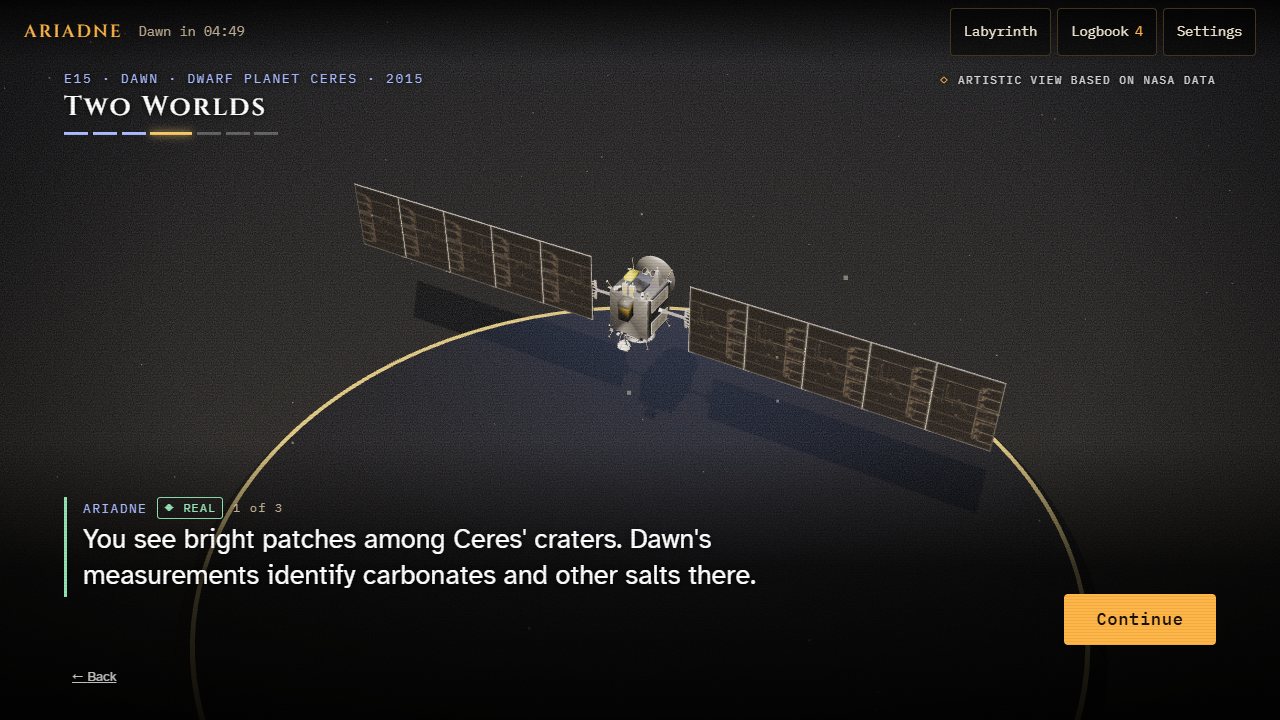 ARIADNE Dawn in 04:49
Labyrinth
Logbook 4
Settings
E15 · DAWN · DWARF PLANET CERES · 2015
Two Worlds
ARTISTIC VIEW BASED ON NASA DATA
ARIADNE REAL 1 of 3
You see bright patches among Ceres' craters. Dawn's
measurements identify carbonates and other salts there.
Continue
← Back